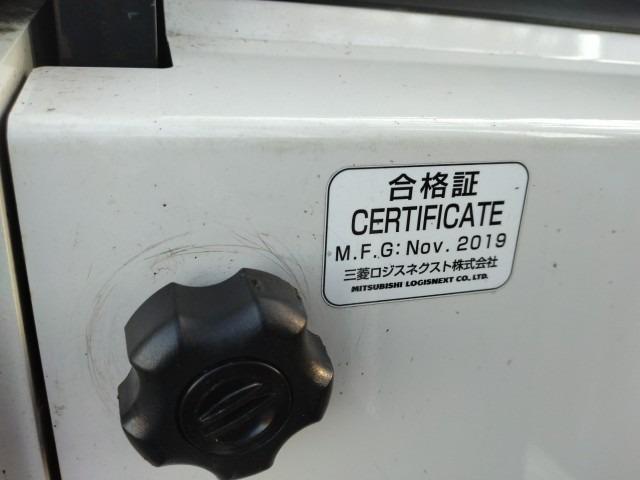 合格証
CERTIFICATE
M.F.G: Nov. 2019
三菱ロジスネクスト株式会社
MITSUBISHI LOGISNEXT CO., LTD.